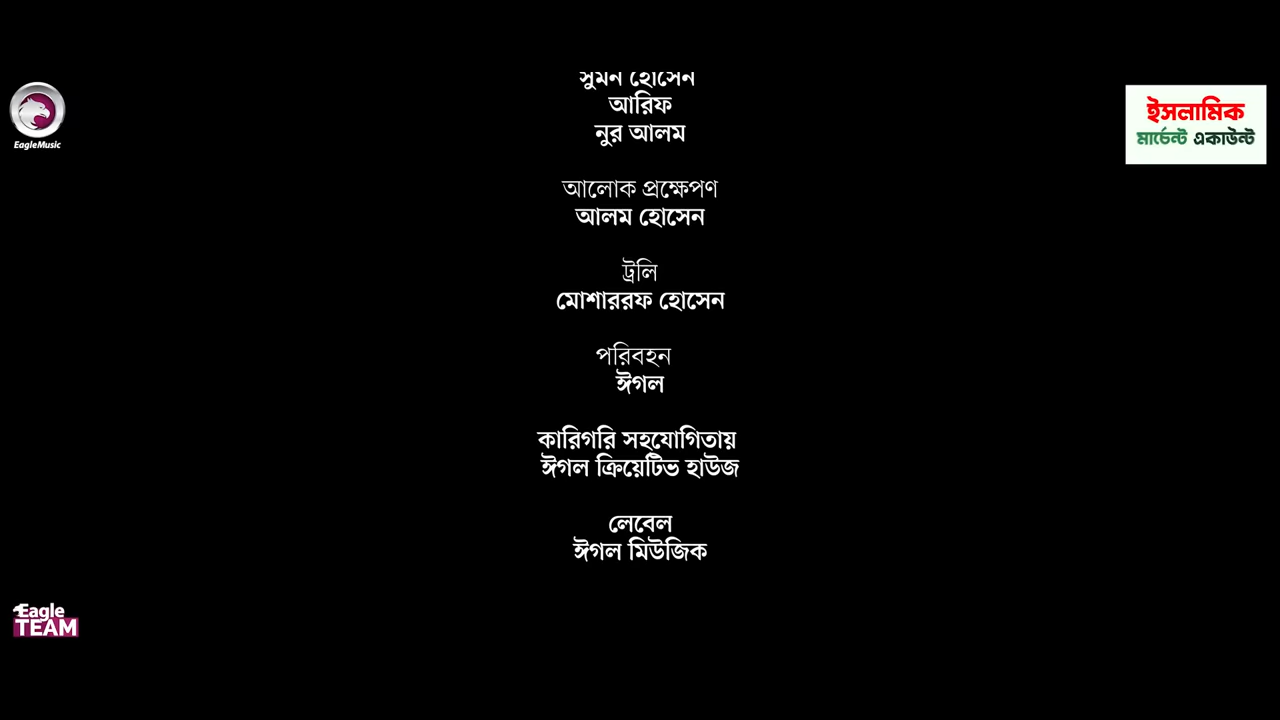 সুমন হোসেন
আরিফ
নুর আলম
আলোক প্রক্ষেপণ
আলম হোসেন
ট্রলি
মোশাররফ হোসেন
পরিবহন
ঈগল
কারিগরি সহযোগিতায়
ঈগল ক্রিয়েটিভ হাউজ
লেবেল
ঈগল মিউজিক
EagleMusic
ইসলামিক
মার্চেন্ট একাউন্ট
Eagle
TEAM